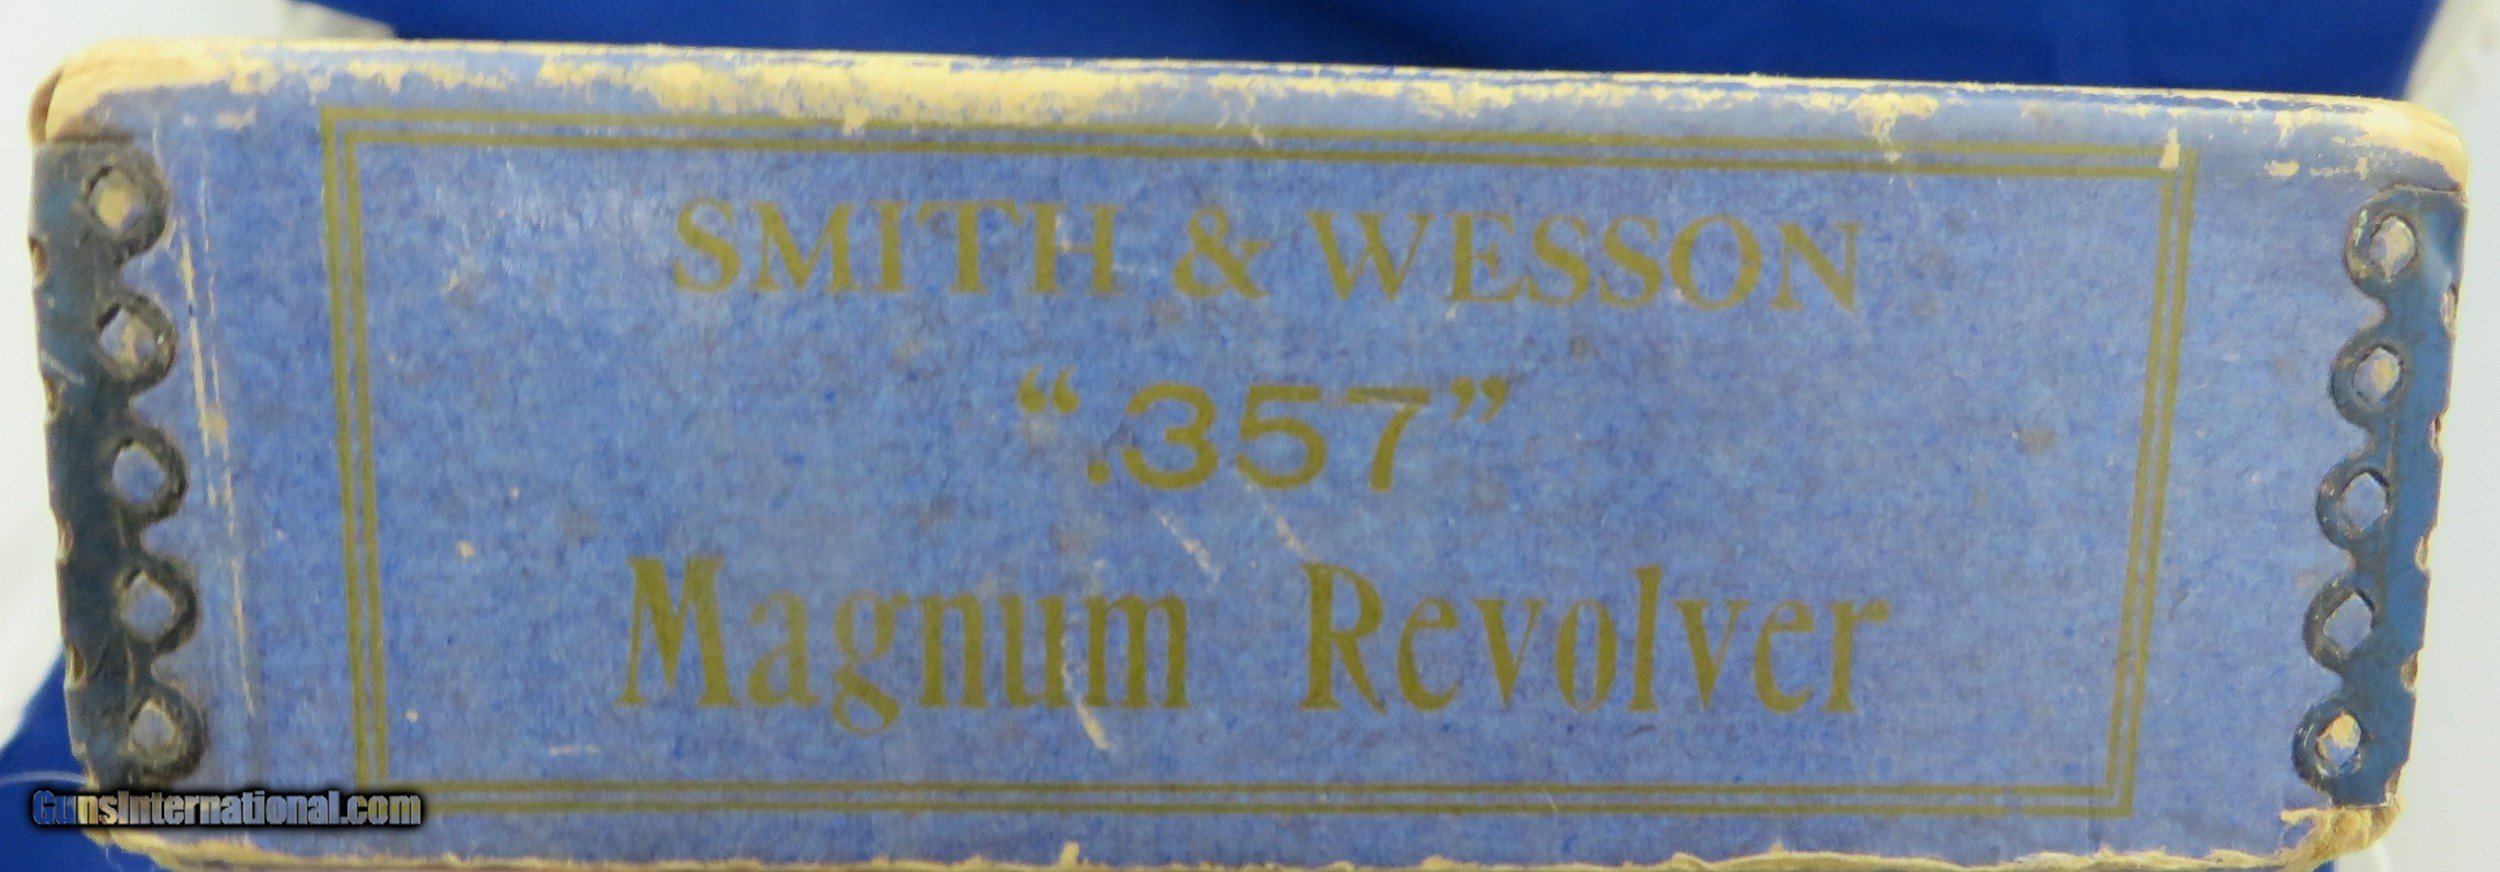 SMITH & WESSON
“.357”
Magnum Revolver
GunsInternational.com